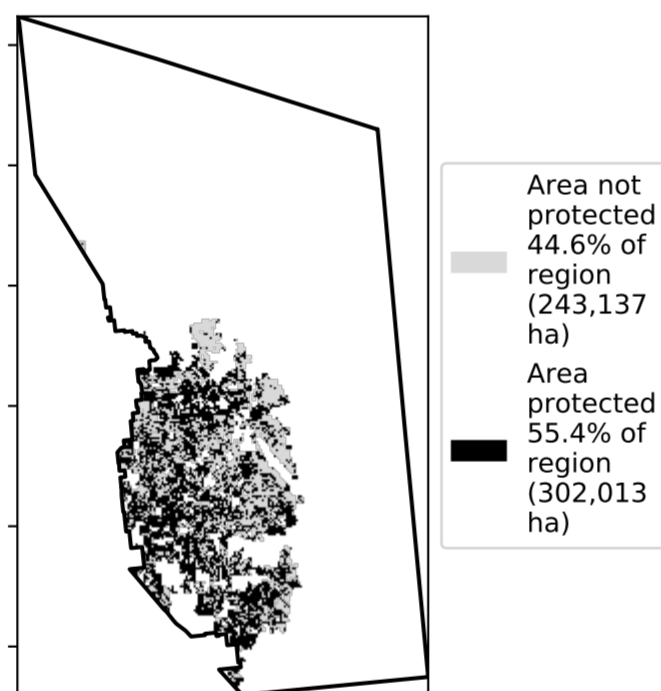 Area not
protected
44.6% of
region
(243,137
ha)
Area
protected
55.4% of
region
(302,013
ha)